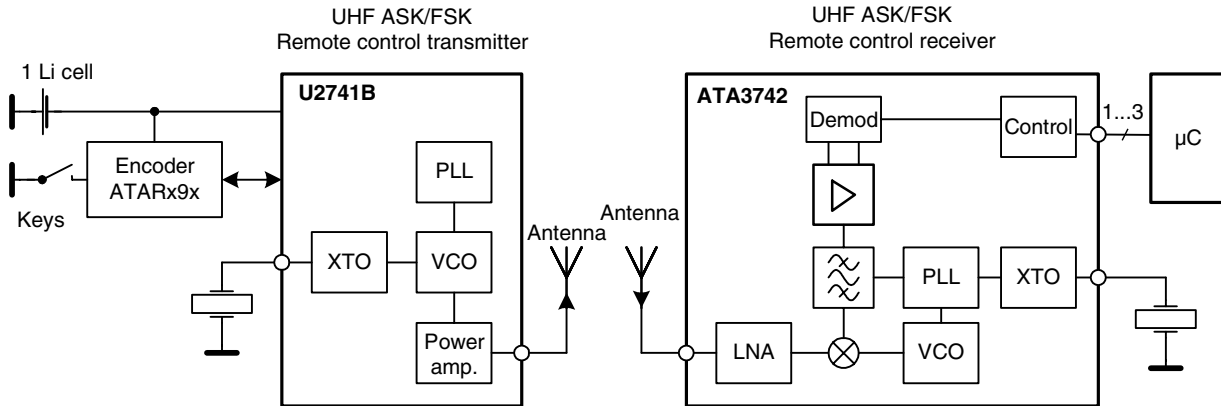 UHF ASK/FSK
Remote control transmitter
UHF ASK/FSK
Remote control receiver
1 Li cell
U2741B
ATA3742
Encoder
ATARx9x
Keys
PLL
XTO
VCO
Power
amp.
Antenna
Antenna
Demod
Control
1...3
µC
PLL
XTO
LNA
VCO